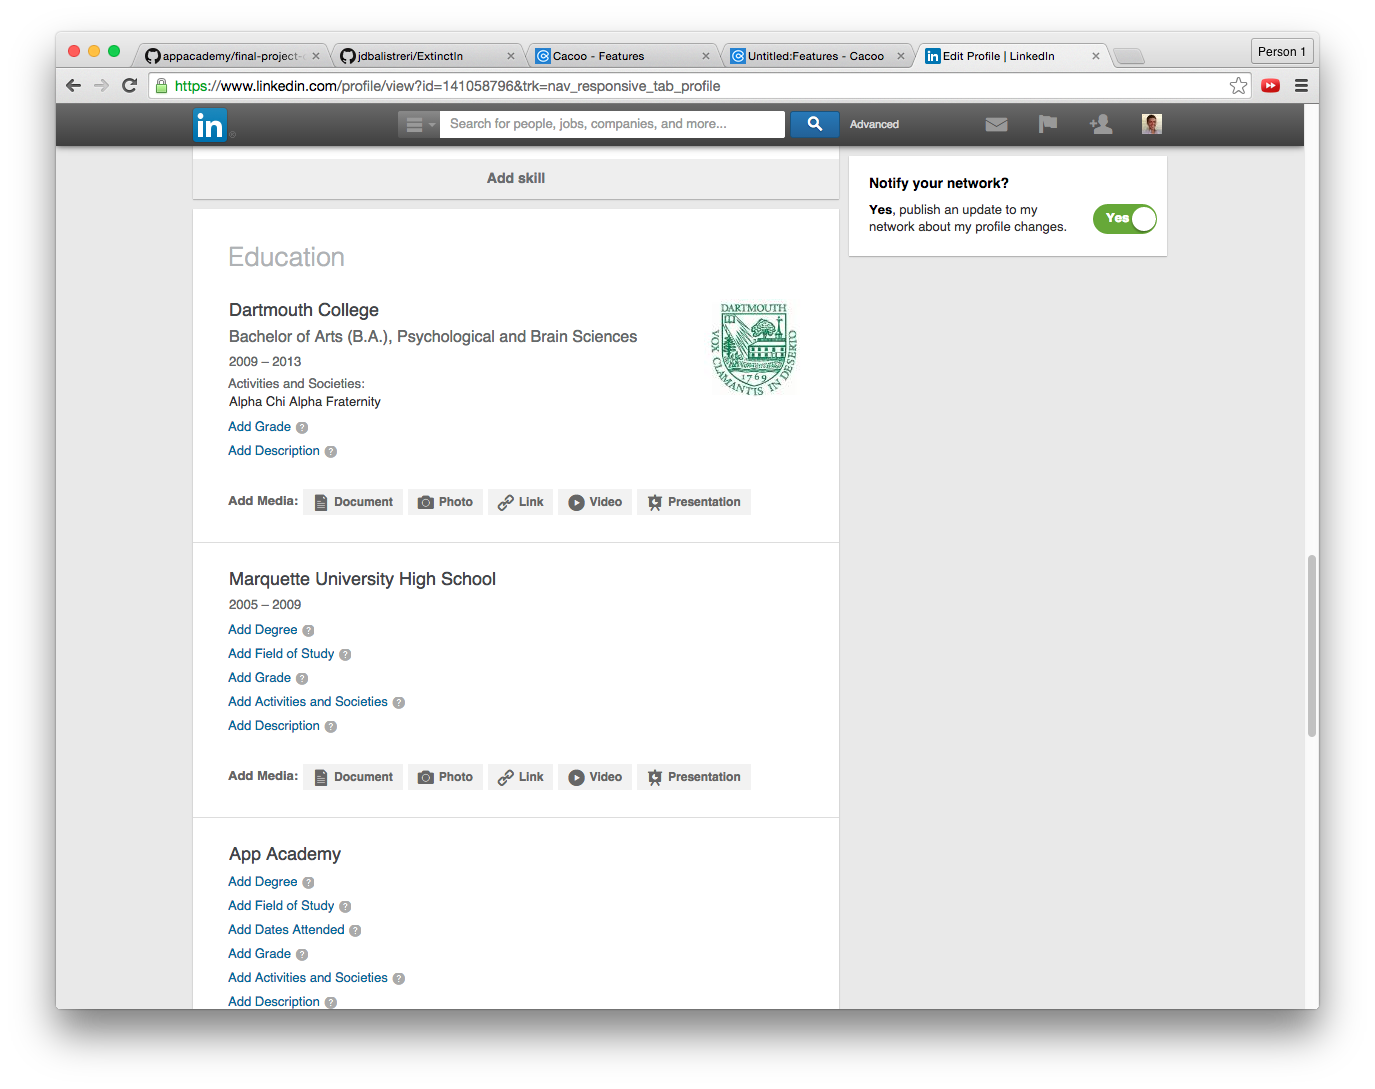 appacademy/final-project-
jdbalistreri/ExtinctIn
Cacoo - Features
Untitled:Features - Cacoo
Edit Profile | LinkedIn
Person 1
https://www.linkedin.com/profile/view?id=141058796&trk=nav_responsive_tab_profile
in
Search for people, jobs, companies, and more...
Advanced
Add skill
Notify your network?
Yes, publish an update to my
network about my profile changes.
Yes
Education
Dartmouth College
Bachelor of Arts (B.A.), Psychological and Brain Sciences
2009 – 2013
Activities and Societies:
Alpha Chi Alpha Fraternity
Add Grade ?
Add Description ?
DARTMOUTH
VOX CLAMANTIS IN DESERTO
1769
Add Media: Document Photo Link Video Presentation
Marquette University High School
2005 – 2009
Add Degree ?
Add Field of Study ?
Add Grade ?
Add Activities and Societies ?
Add Description ?
Add Media: Document Photo Link Video Presentation
App Academy
Add Degree ?
Add Field of Study ?
Add Dates Attended ?
Add Grade ?
Add Activities and Societies ?
Add Description ?